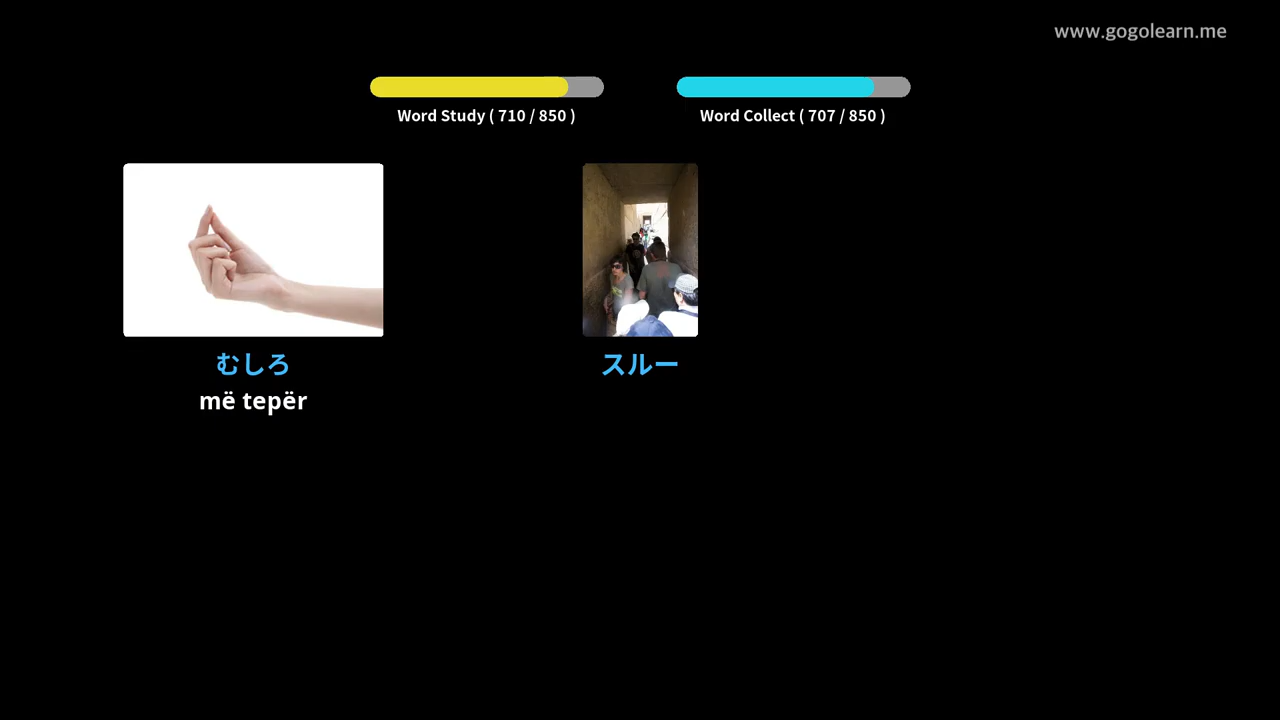 www.gogolearn.me
Word Study ( 710 / 850 )
Word Collect ( 707 / 850 )
むしろ
më tepër
スルー